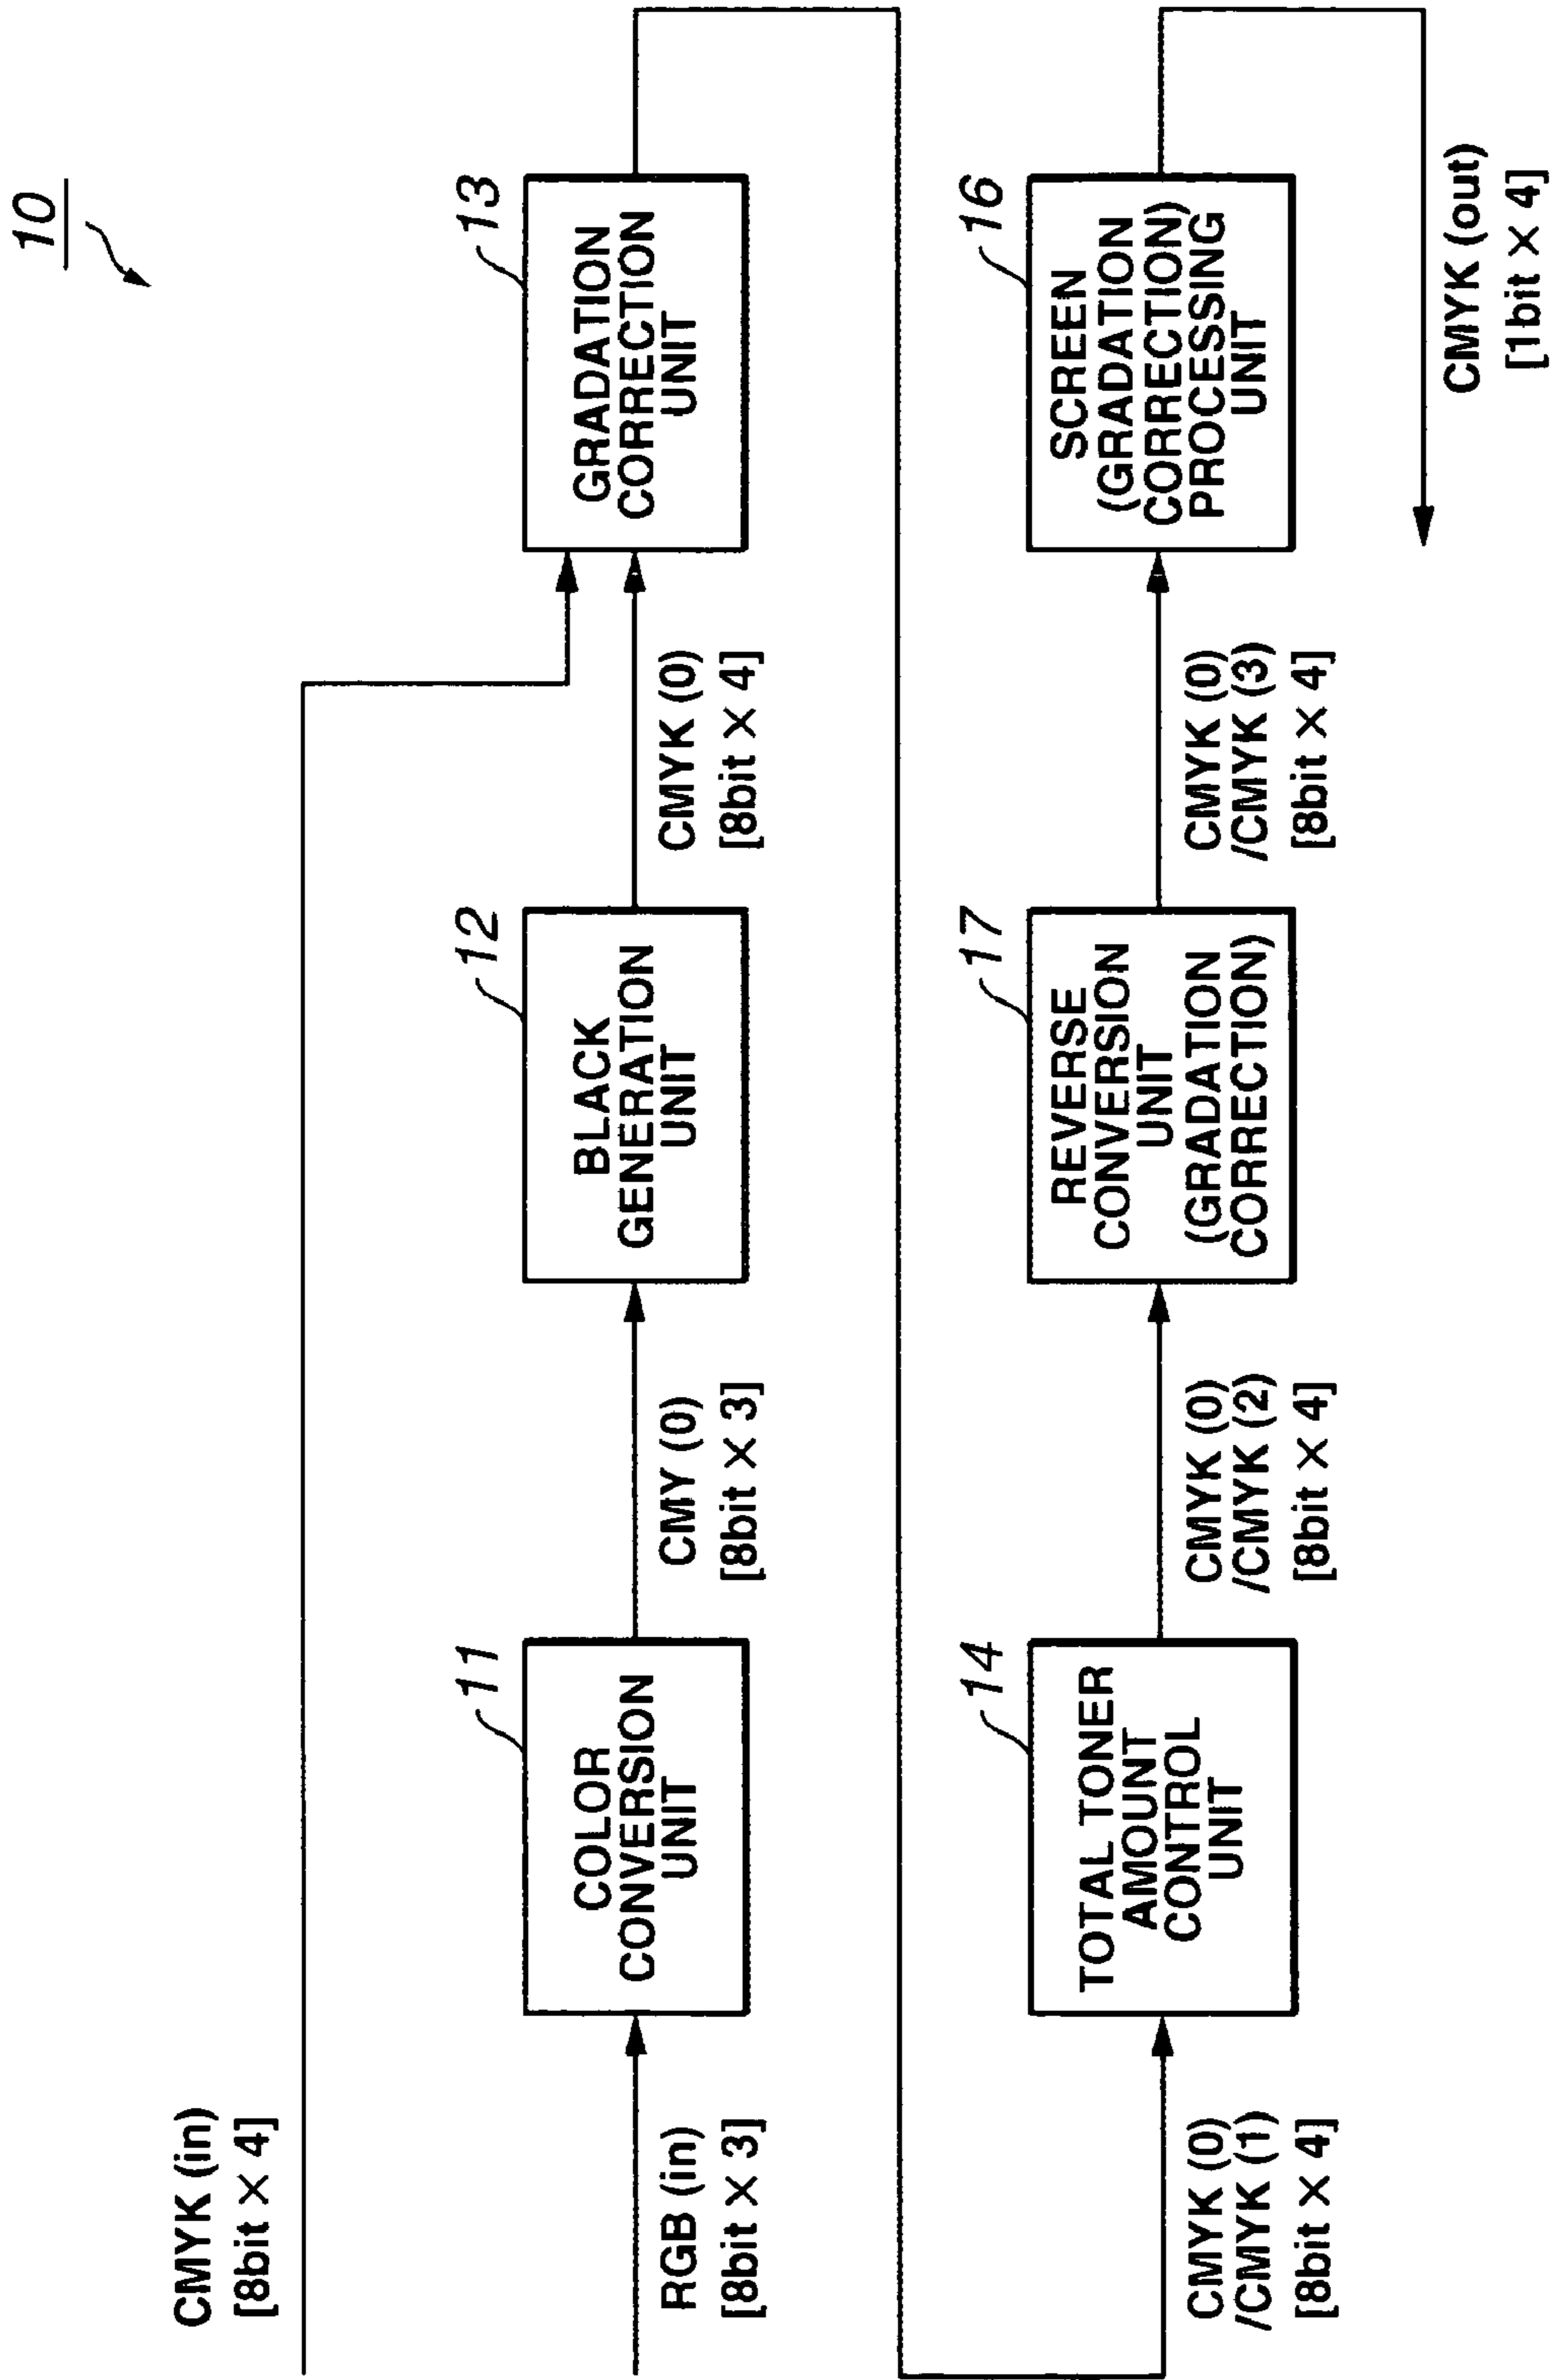 10
CMYK (in)
[8bit × 4]
11
COLOR
CONVERSION
UNIT
12
BLACK
GENERATION
UNIT
13
GRADATION
CORRECTION
UNIT
RGB (in)
[8bit × 3]
CMY (0)
[8bit × 3]
CMYK (0)
[8bit × 4]
14
TOTAL TONER
AMOUNT
CONTROL
UNIT
17
REVERSE
CONVERSION
UNIT
(GRADATION
CORRECTION)
16
SCREEN
(GRADATION
CORRECTION)
PROCESSING
UNIT
CMYK (0)
/CMYK (1)
[8bit × 4]
CMYK (0)
/CMYK (2)
[8bit × 4]
CMYK (0)
/CMYK (3)
[8bit × 4]
CMYK (out)
[1bit × 4]